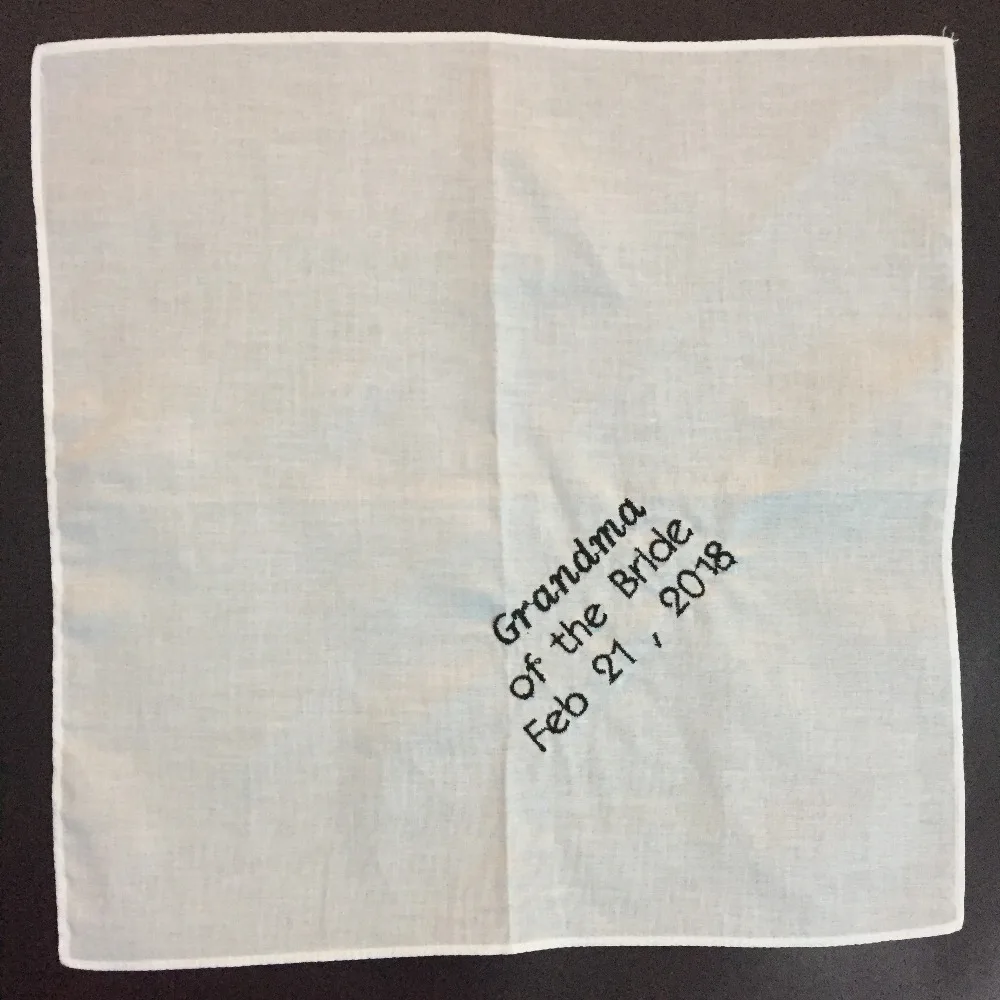 Grandma
of the Bride
Feb 21 , 2018